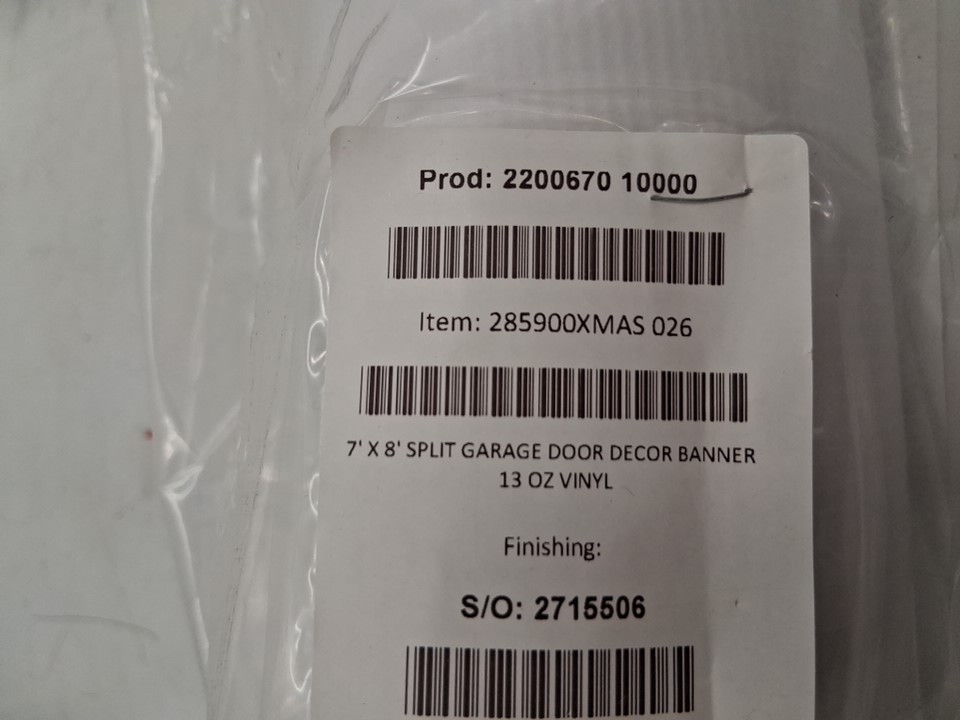 Prod: 2200670 10000
Item: 285900XMAS 026
7' X 8' SPLIT GARAGE DOOR DECOR BANNER
13 OZ VINYL
Finishing:
S/O: 2715506